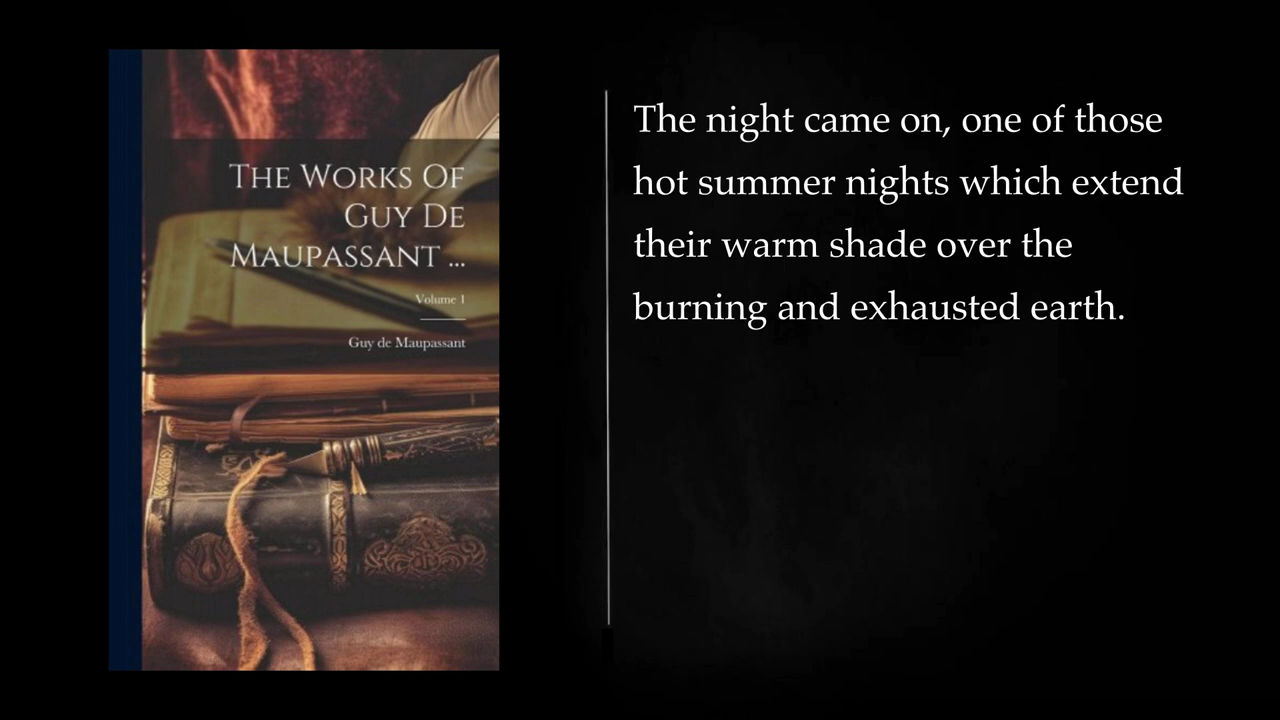 The Works Of
Guy De
Maupassant ...
Volume 1
Guy de Maupassant
The night came on, one of those
hot summer nights which extend
their warm shade over the
burning and exhausted earth.